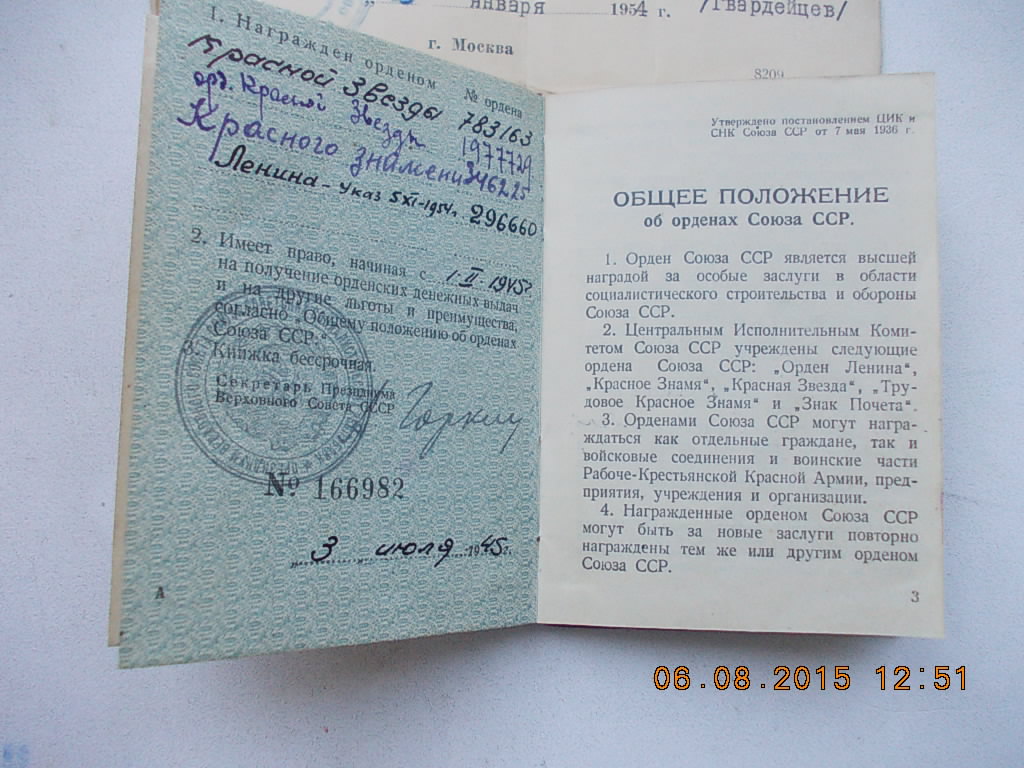 января 1954 г. /Гвардейцев/
г. Москва
8209
1. Награжден орденом № ордена
Красной Звезды 783163
орд. Красной Звезды 1977729
Красного Знамени 346225
Ленина - Указ 5 XI-1954г. 296660
2. Имеет право, начиная с 1-II-1945г.
на получение орденских денежных выдач
и на другие льготы и преимущества,
согласно „Общему положению об орденах
Союза ССР."
3. Книжка бессрочная.
Секретарь Президиума
Верховного Совета СССР
Горкин
№ 166982
3 июля 1945г.
А
Утверждено постановлением ЦИК и
СНК Союза ССР от 7 мая 1936 г.
ОБЩЕЕ ПОЛОЖЕНИЕ
об орденах Союза ССР.
1. Орден Союза ССР является высшей
наградой за особые заслуги в области
социалистического строительства и обороны
Союза ССР.
2. Центральным Исполнительным Коми-
тетом Союза ССР учреждены следующие
ордена Союза ССР: „Орден Ленина",
„Красное Знамя", „Красная Звезда", „Тру-
довое Красное Знамя" и „Знак Почета".
3. Орденами Союза ССР могут награ-
ждаться как отдельные граждане, так и
войсковые соединения и воинские части
Рабоче-Крестьянской Красной Армии, пред-
приятия, учреждения и организации.
4. Награжденные орденом Союза ССР
могут быть за новые заслуги повторно
награждены тем же или другим орденом
Союза ССР.
3
06.08.2015 12:51